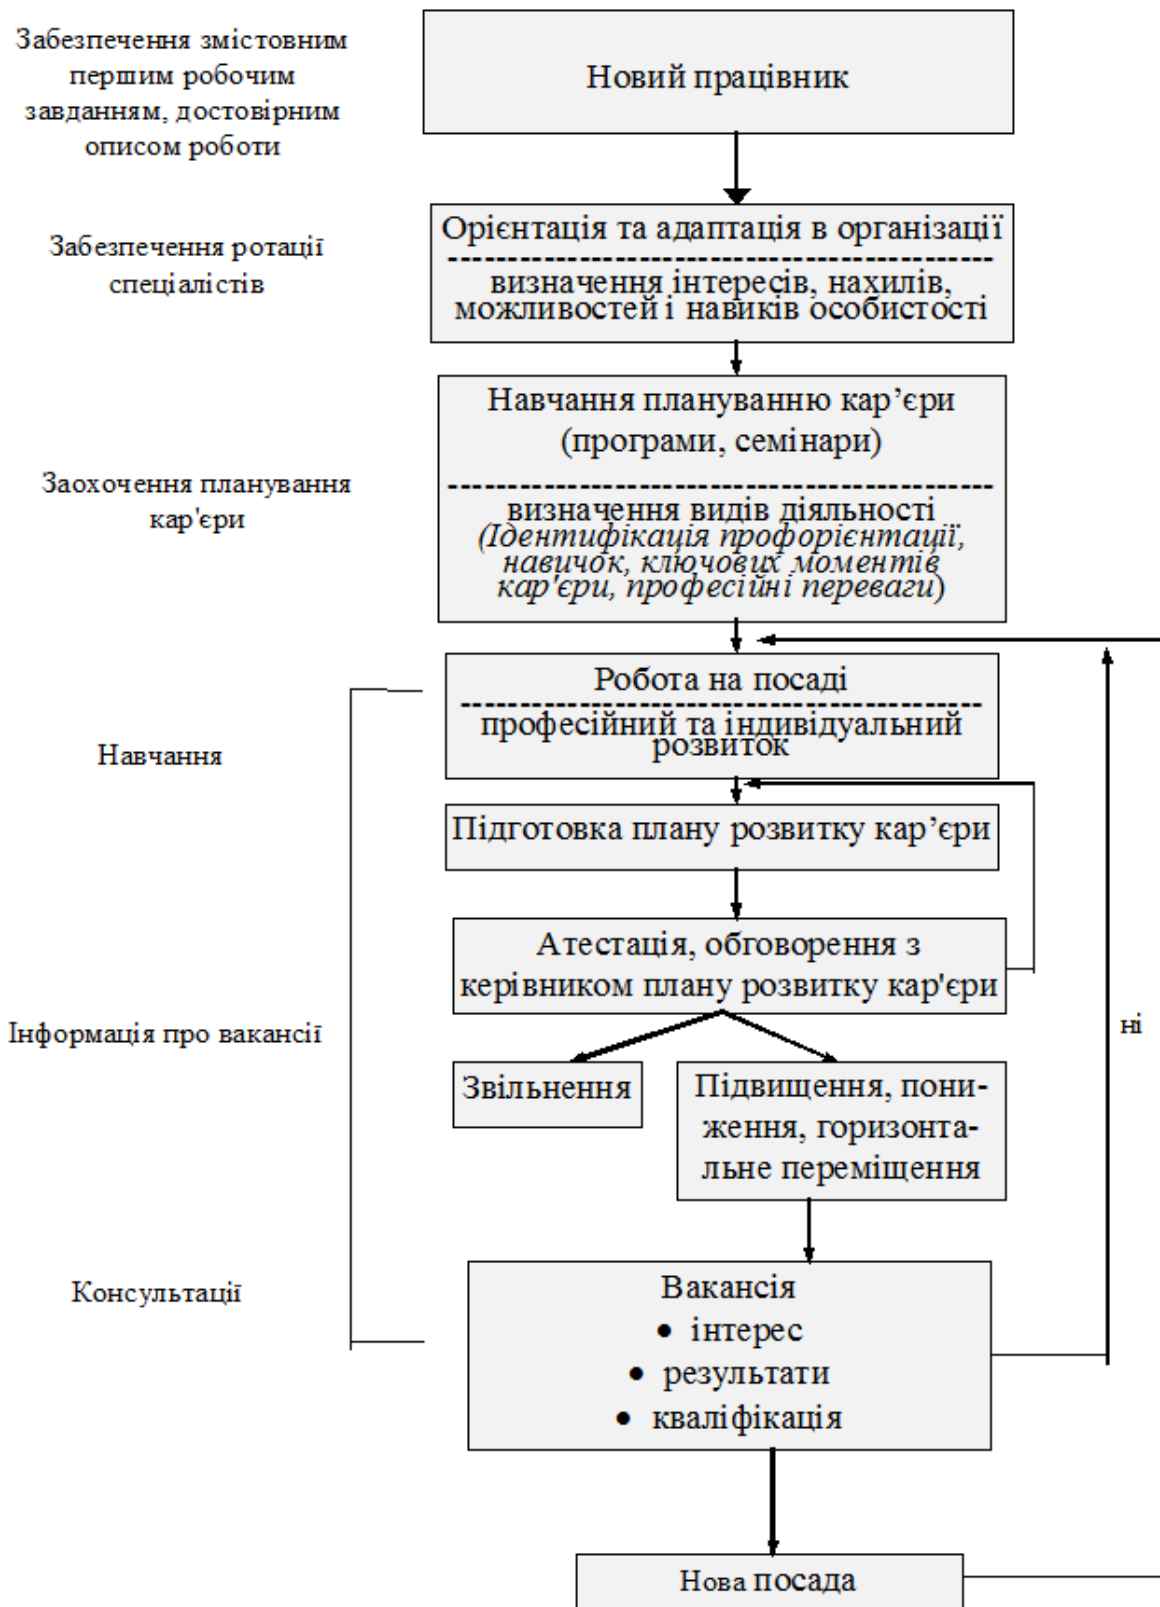 Забезпечення змістовним
першим робочим
завданням, достовірним
описом роботи
Новий працівник
Забезпечення ротації
спеціалістів
Орієнтація та адаптація в організації
визначення інтересів, нахилів,
можливостей і навиків особистості
Заохочення планування
кар'єри
Навчання плануванню кар’єри
(програми, семінари)
визначення видів діяльності
(Ідентифікація профорієнтації,
навичок, ключових моментів
кар'єри, професійні переваги)
Робота на посаді
професійний та індивідуальний
розвиток
Навчання
Підготовка плану розвитку кар’єри
Атестація, обговорення з
керівником плану розвитку кар'єри
Інформація про вакансії
ні
Звільнення
Підвищення, пони-
ження, горизонта-
льне переміщення
Консультації
Вакансія
• інтерес
• результати
• кваліфікація
Нова посада